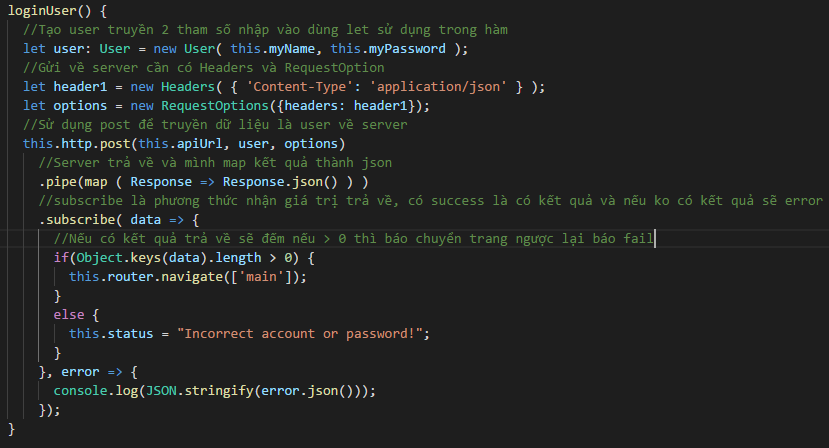 loginUser() {
//Tạo user truyền 2 tham số nhập vào dùng let sử dụng trong hàm
let user: User = new User( this.myName, this.myPassword );
//Gửi về server cần có Headers và RequestOption
let header1 = new Headers( { 'Content-Type': 'application/json' } );
let options = new RequestOptions({headers: header1});
//Sử dụng post để truyền dữ liệu là user về server
this.http.post(this.apiUrl, user, options)
//Server trả về và mình map kết quả thành json
.pipe(map ( Response => Response.json() ) )
//subscribe là phương thức nhận giá trị trả về, có success là có kết quả và nếu ko có kết quả sẽ error
.subscribe( data => {
//Nếu có kết quả trả về sẽ đếm nếu > 0 thì báo chuyển trang ngược lại báo fail
if(Object.keys(data).length > 0) {
this.router.navigate(['main']);
}
else {
this.status = "Incorrect account or password!";
}
}, error => {
console.log(JSON.stringify(error.json()));
});
}